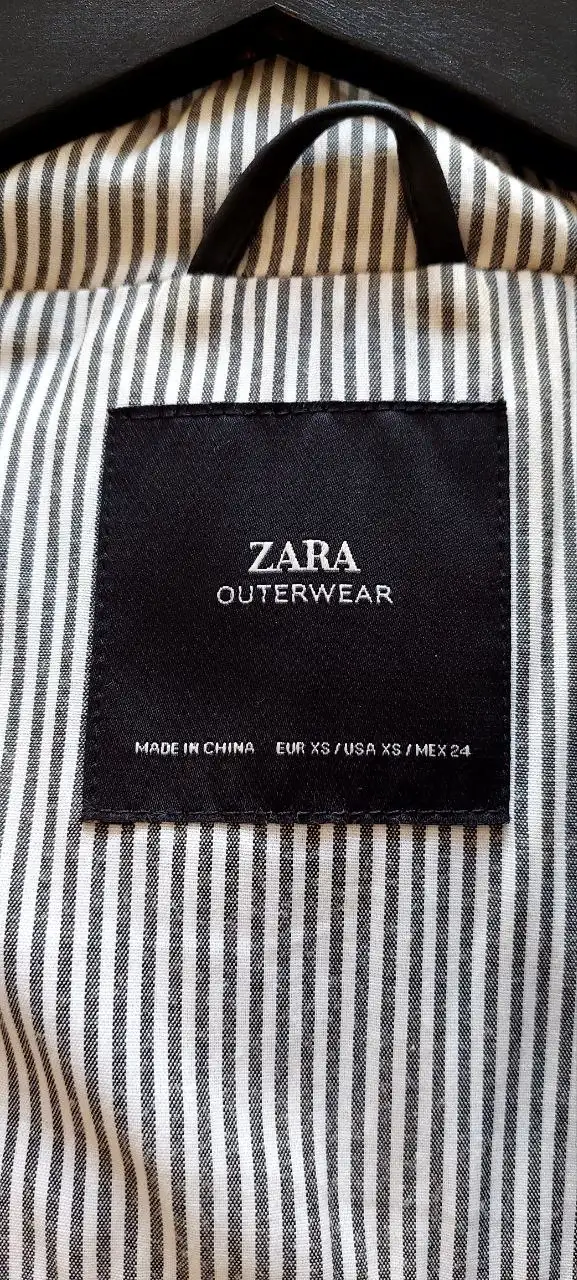 ZARA
OUTERWEAR
MADE IN CHINA EUR XS / USA XS / MEX 24